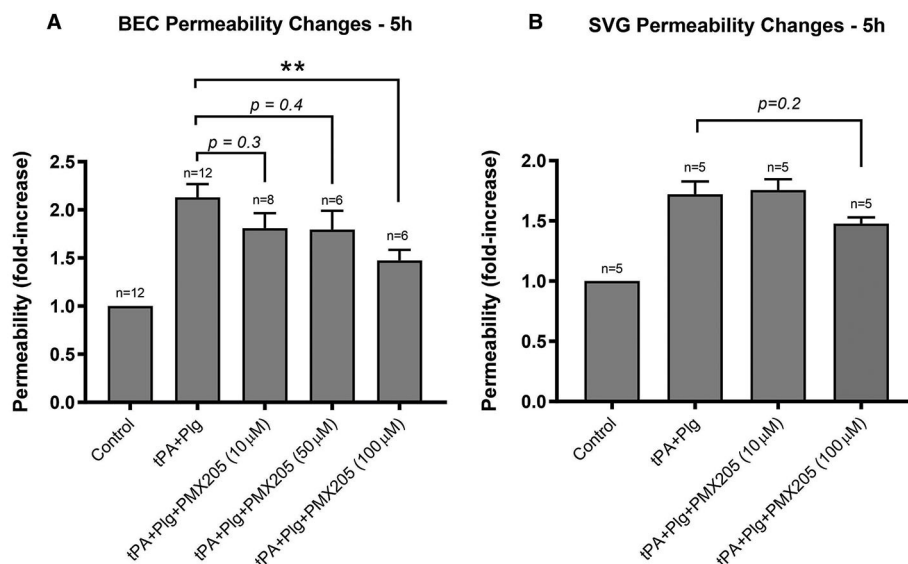 A
BEC Permeability Changes - 5h
**
p = 0.4
p = 0.3
Permeability (fold-increase)
2.5
2.0
1.5
1.0
0.5
0.0
n=12
n=12
n=8
n=6
n=6
Control
tPA+Plg
tPA+Plg+PMX205 (10 µM)
tPA+Plg+PMX205 (50 µM)
tPA+Plg+PMX205 (100 µM)
B
SVG Permeability Changes - 5h
p=0.2
Permeability (fold-increase)
2.0
1.5
1.0
0.5
0.0
n=5
n=5
n=5
n=5
Control
tPA+Plg
tPA+Plg+PMX205 (10 µM)
tPA+Plg+PMX205 (100 µM)